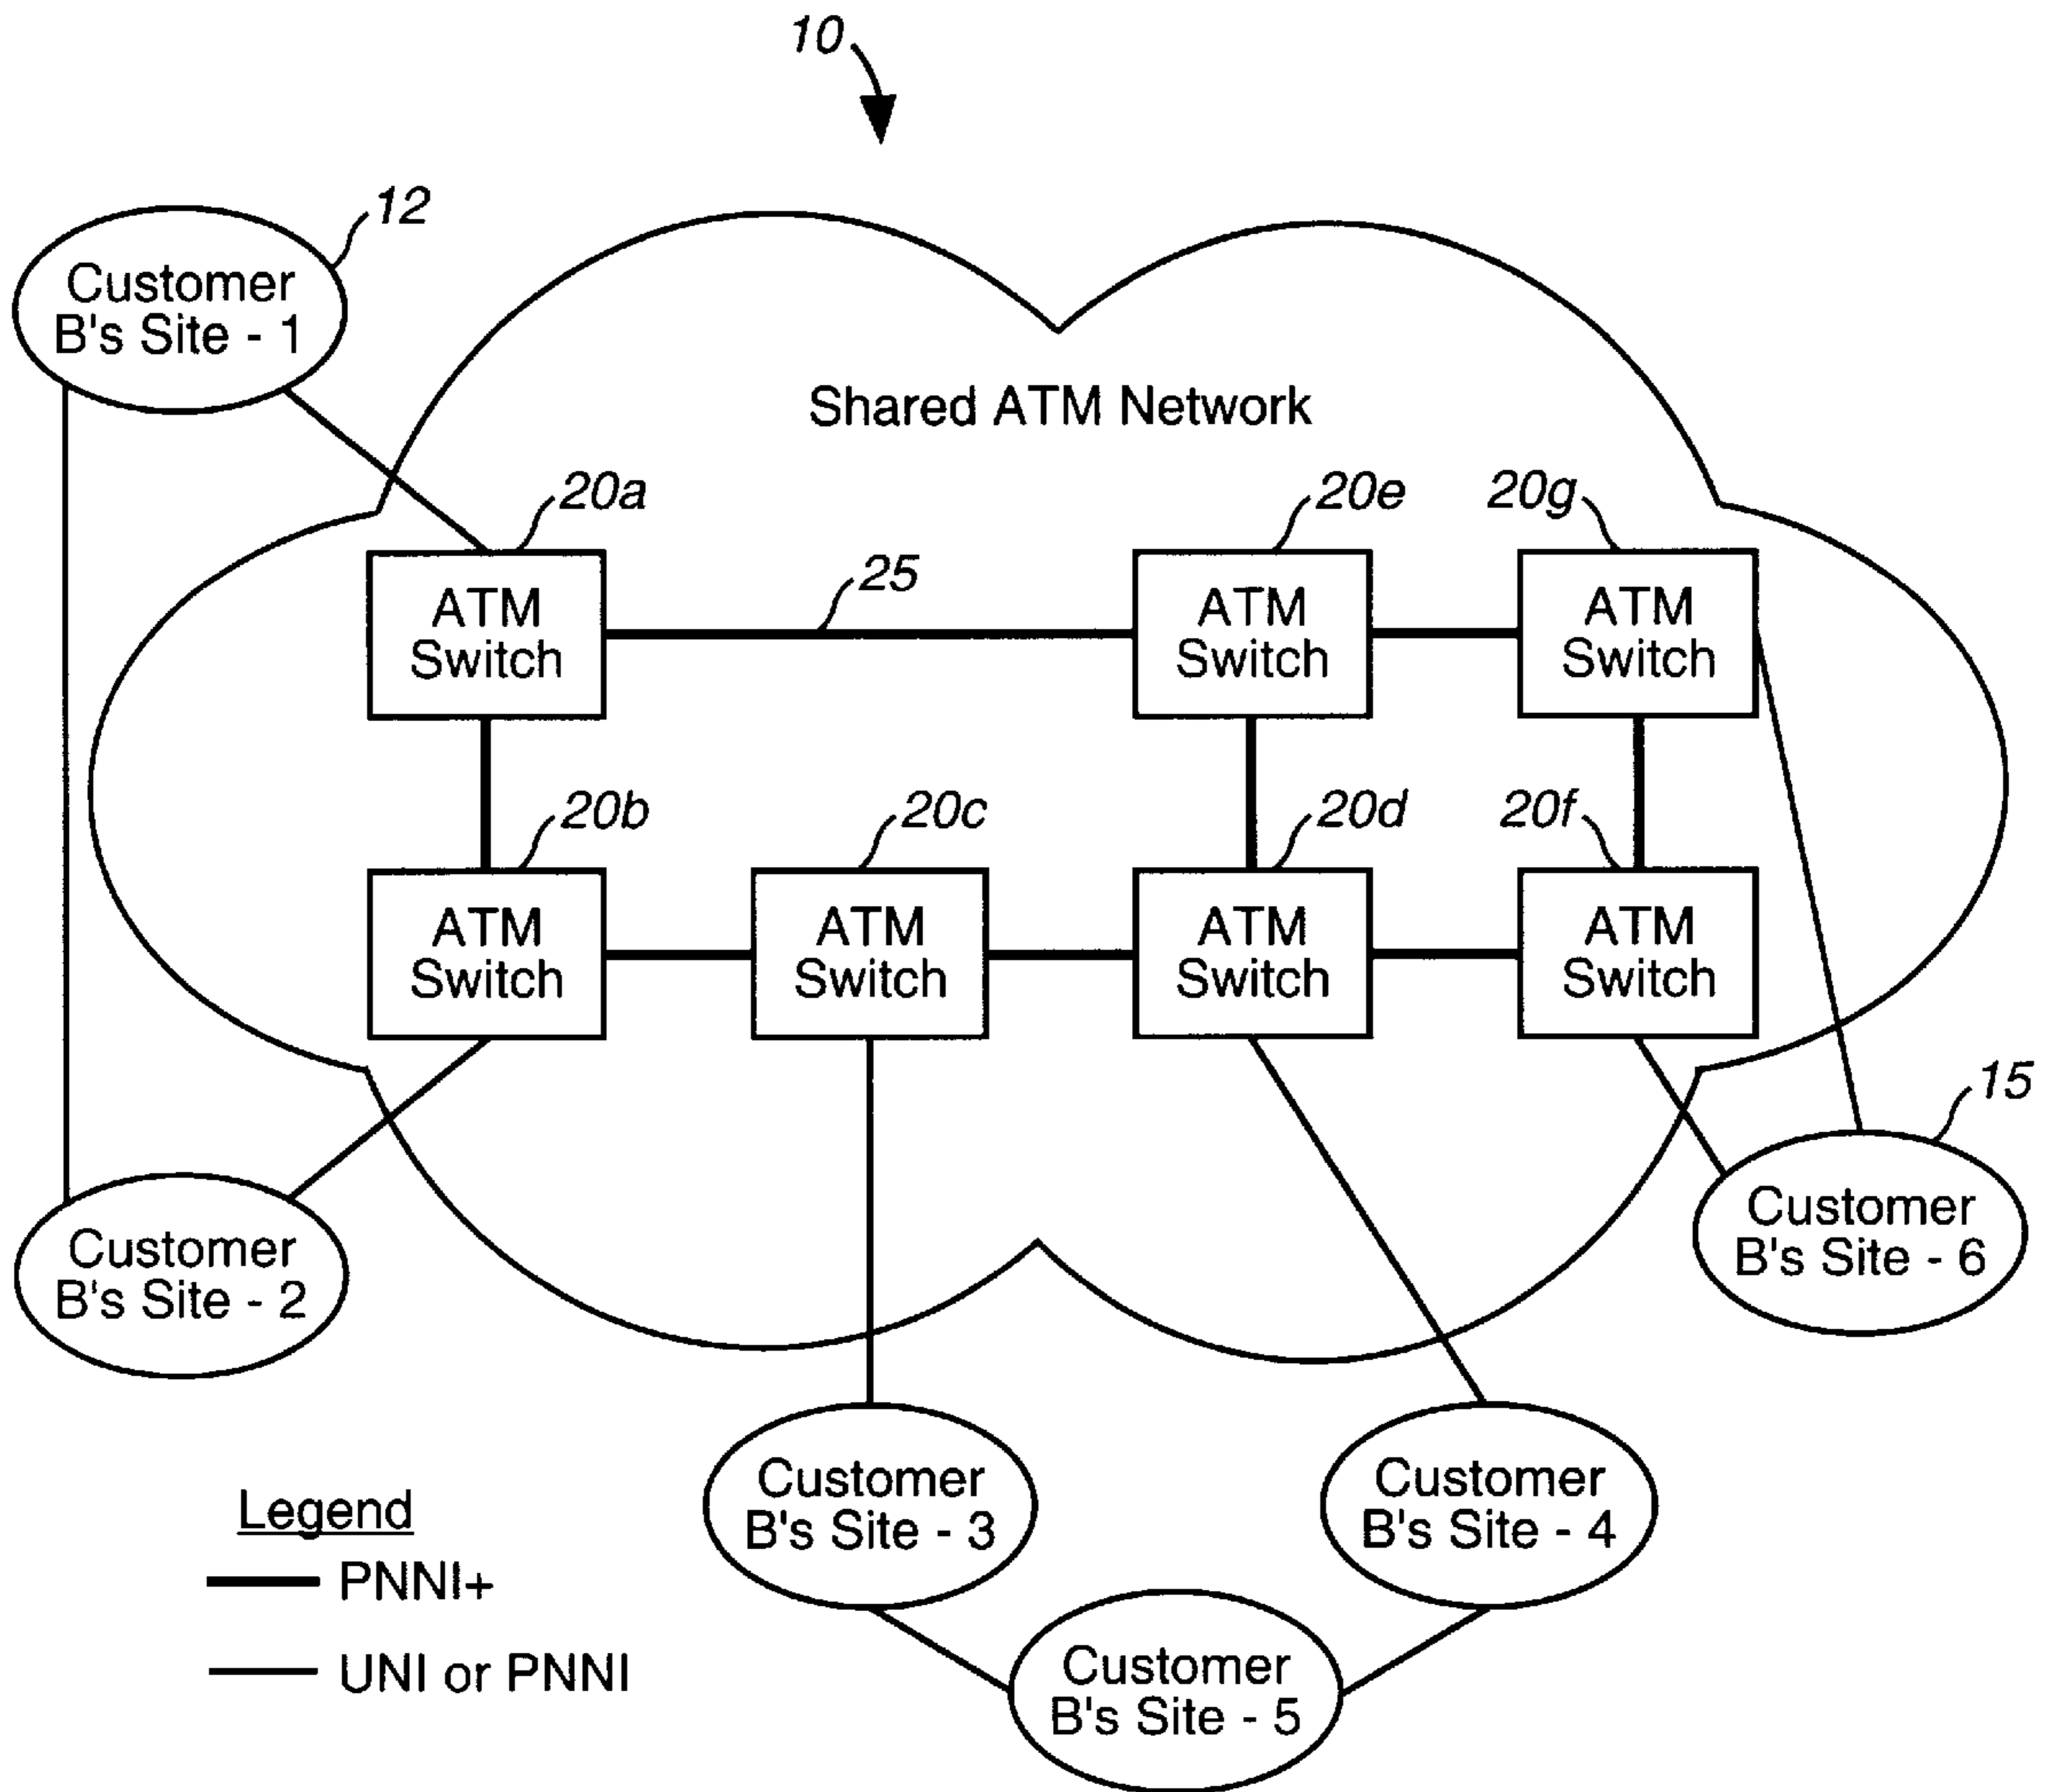 10
12
Customer
B's Site - 1
Shared ATM Network
20a
20e
20g
25
ATM
Switch
ATM
Switch
ATM
Switch
20b
20c
20d
20f
ATM
Switch
ATM
Switch
ATM
Switch
ATM
Switch
15
Customer
B's Site - 2
Customer
B's Site - 6
Customer
B's Site - 3
Customer
B's Site - 4
Customer
B's Site - 5
Legend
PNNI+
UNI or PNNI